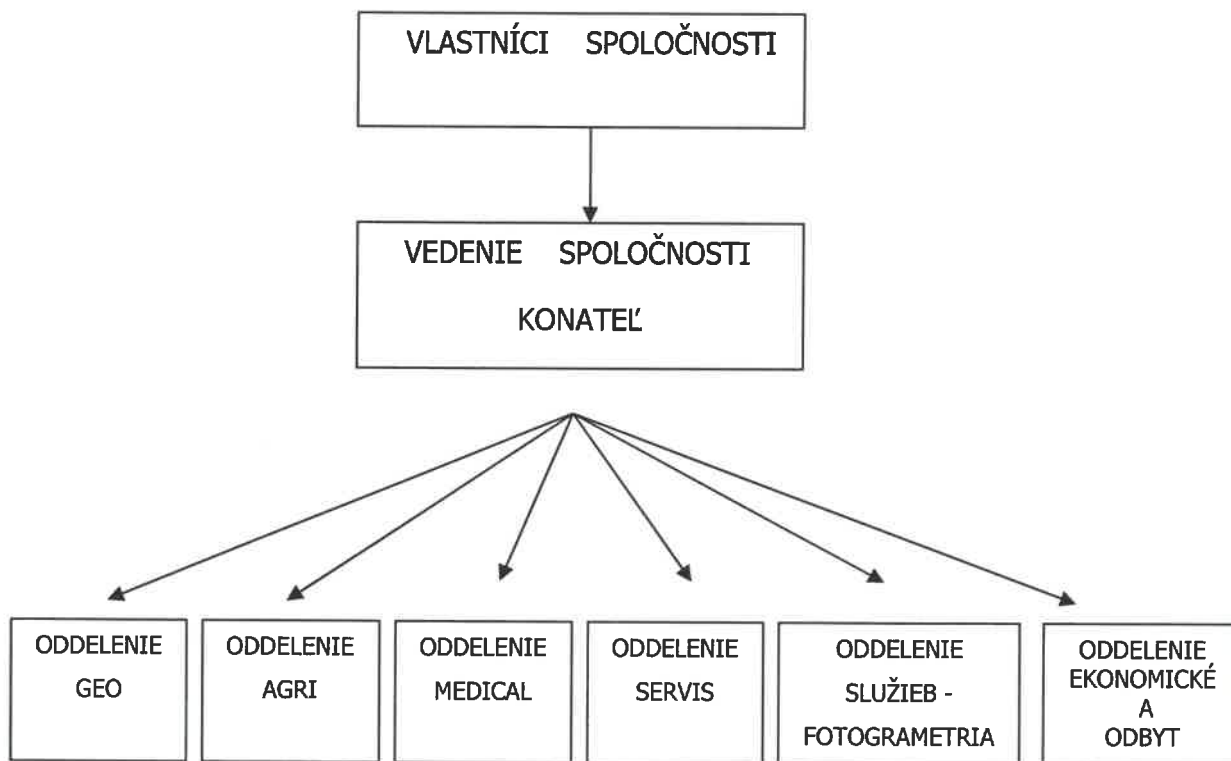 VLASTNÍCI SPOLOČNOSTI
VEDENIE SPOLOČNOSTI
KONATEĽ
ODDELENIE
GEO
ODDELENIE
AGRI
ODDELENIE
MEDICAL
ODDELENIE
SERVIS
ODDELENIE
SLUŽIEB -
FOTOGRAMETRIA
ODDELENIE
EKONOMICKÉ
A
ODBYT